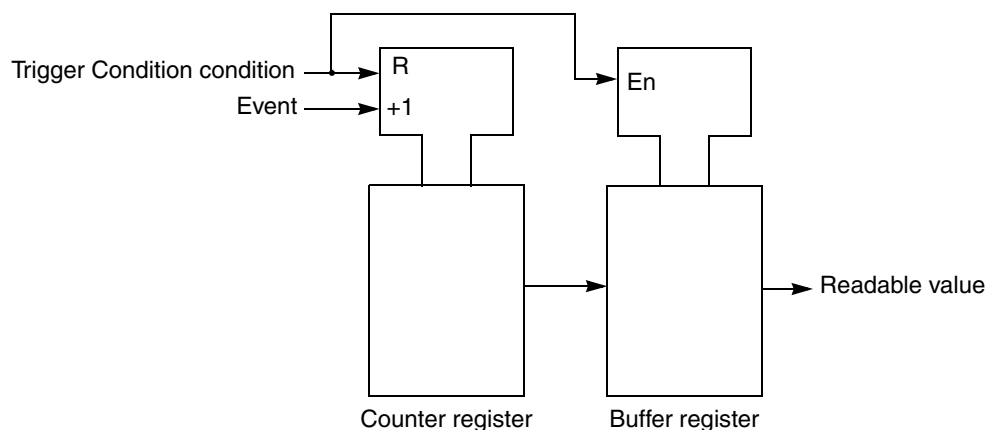 Trigger Condition condition
R
Event
+1
En
Readable value
Counter register
Buffer register